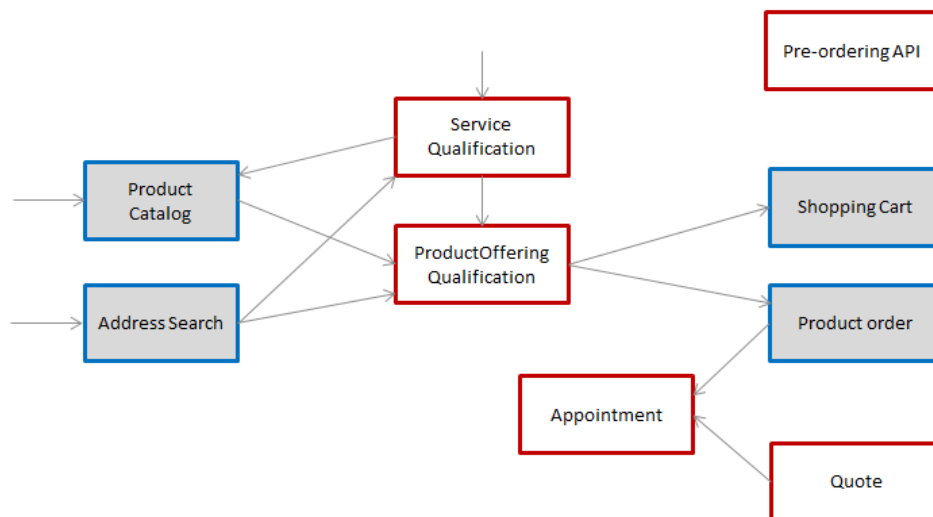 Pre-ordering API
Service
Qualification
Product
Catalog
Shopping Cart
ProductOffering
Qualification
Address Search
Product order
Appointment
Quote